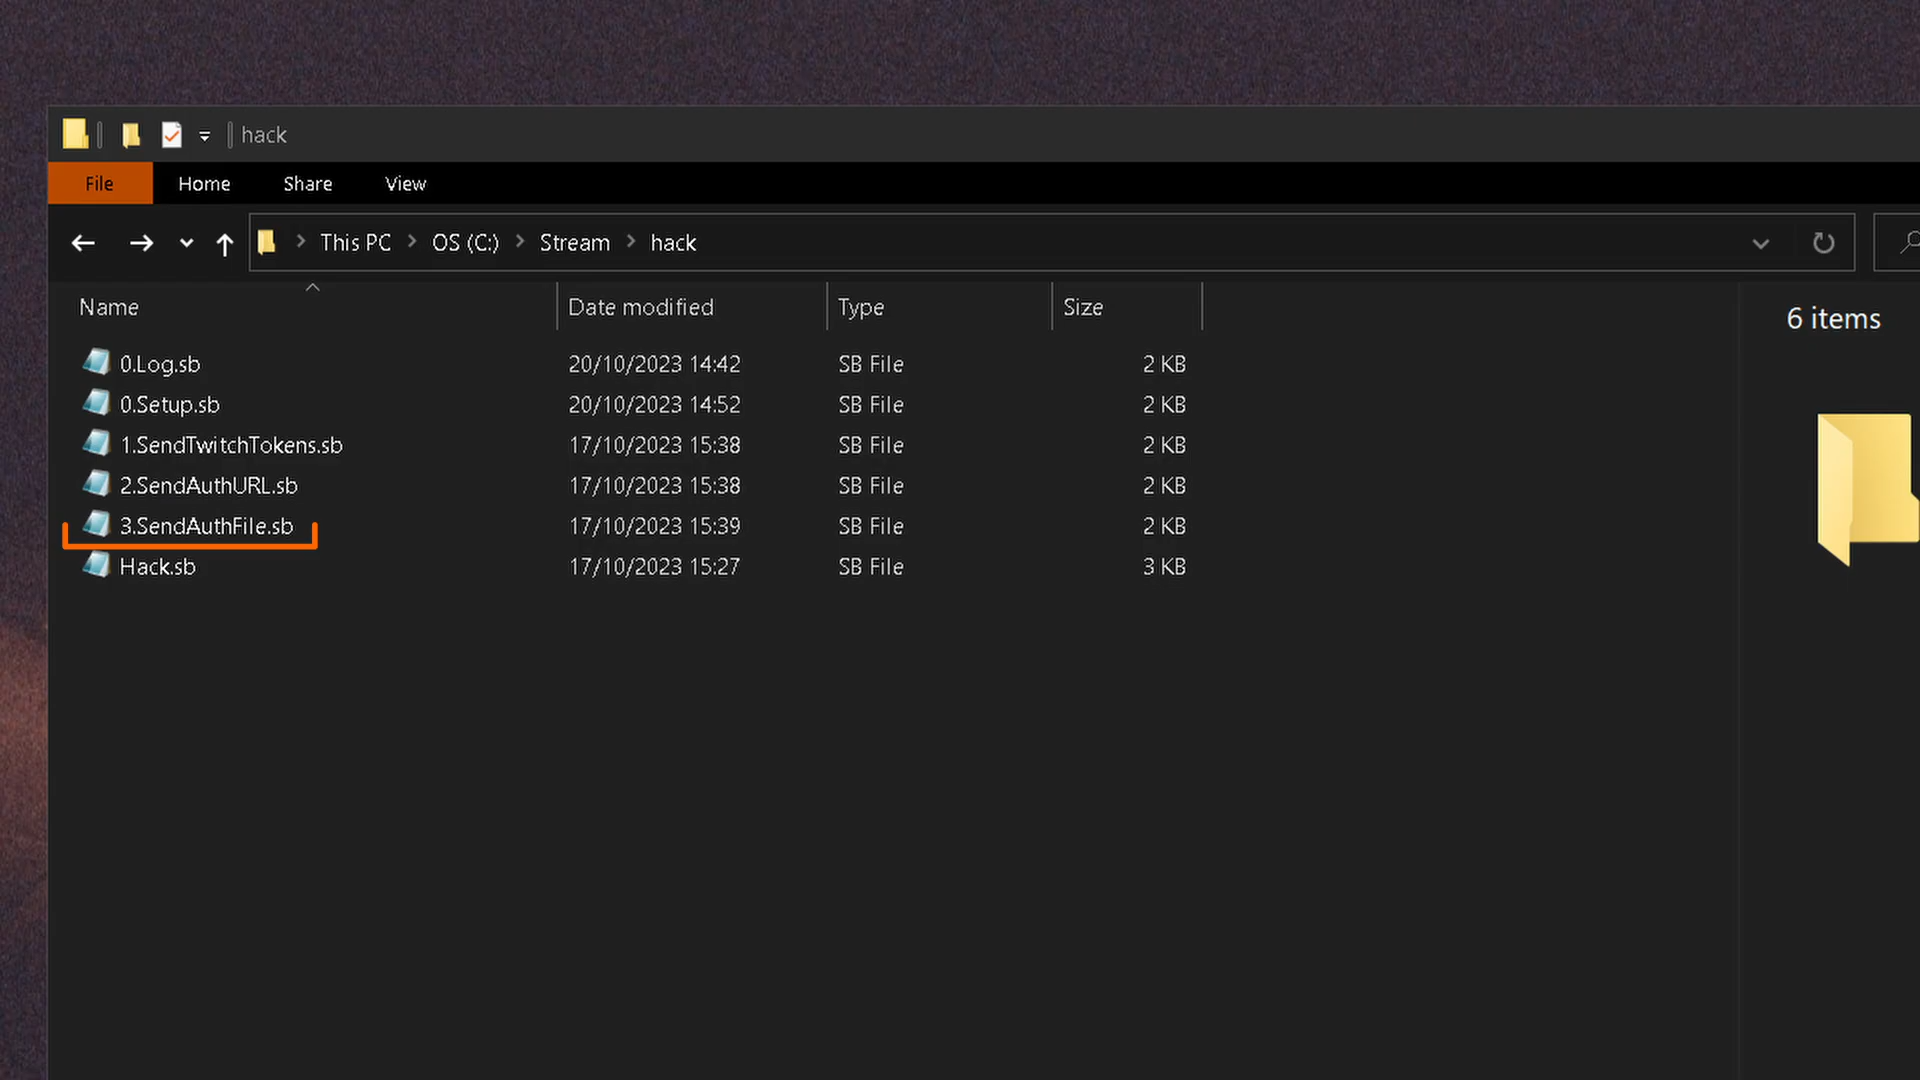 hack
File Home Share View
This PC OS (C:) Stream hack
Name Date modified Type Size
6 items
0.Log.sb 20/10/2023 14:42 SB File 2 KB
0.Setup.sb 20/10/2023 14:52 SB File 2 KB
1.SendTwitchTokens.sb 17/10/2023 15:38 SB File 2 KB
2.SendAuthURL.sb 17/10/2023 15:38 SB File 2 KB
3.SendAuthFile.sb 17/10/2023 15:39 SB File 2 KB
Hack.sb 17/10/2023 15:27 SB File 3 KB